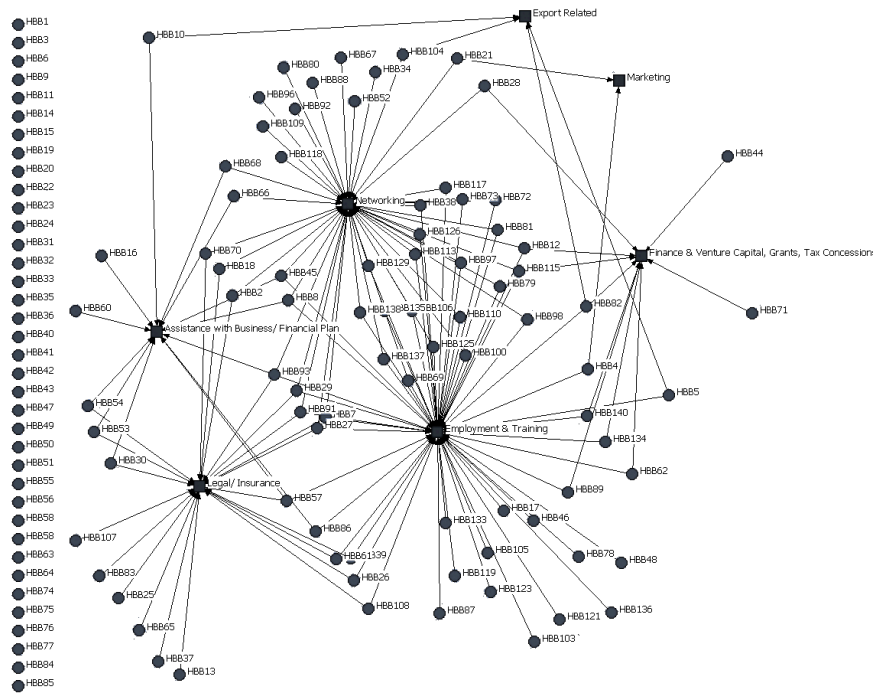 HBB1
HBB3
HBB6
HBB9
HBB11
HBB14
HBB15
HBB19
HBB20
HBB22
HBB23
HBB24
HBB31
HBB32
HBB33
HBB35
HBB36
HBB40
HBB41
HBB42
HBB43
HBB47
HBB49
HBB50
HBB51
HBB55
HBB56
HBB58
HBB58
HBB63
HBB64
HBB74
HBB75
HBB76
HBB77
HBB84
HBB85
Export Related
HBB10
HBB104
HBB21
HBB67
HBB80
HBB34
Marketing
HBB88
HBB28
HBB96
HBB52
HBB92
HBB109
HBB118
HBB44
HBB68
HBB117
HBB66
HBB73
HBB72
Networking
HBB38
HBB81
HBB126
HBB12
HBB16
HBB70
HBB113
Finance & Venture Capital, Grants, Tax Concessions
HBB18
HBB129
HBB97
HBB115
HBB45
HBB79
HBB2
HBB8
HBB82
HBB60
HBB138
B135
BB106
HBB110
HBB98
HBB71
Assistance with Business/ Financial Plan
HBB125
HBB137
HBB100
HBB93
HBB69
HBB4
HBB29
HBB5
HBB54
HBB91
HBB7
HBB140
HBB53
HBB27
Employment & Training
HBB134
HBB30
HBB62
Legal/ Insurance
HBB89
HBB57
HBB17
HBB46
HBB133
HBB86
HBB107
HBB105
HBB61
339
HBB78
HBB48
HBB83
HBB26
HBB119
HBB25
HBB123
HBB108
HBB87
HBB136
HBB121
HBB65
HBB103
HBB37
HBB13